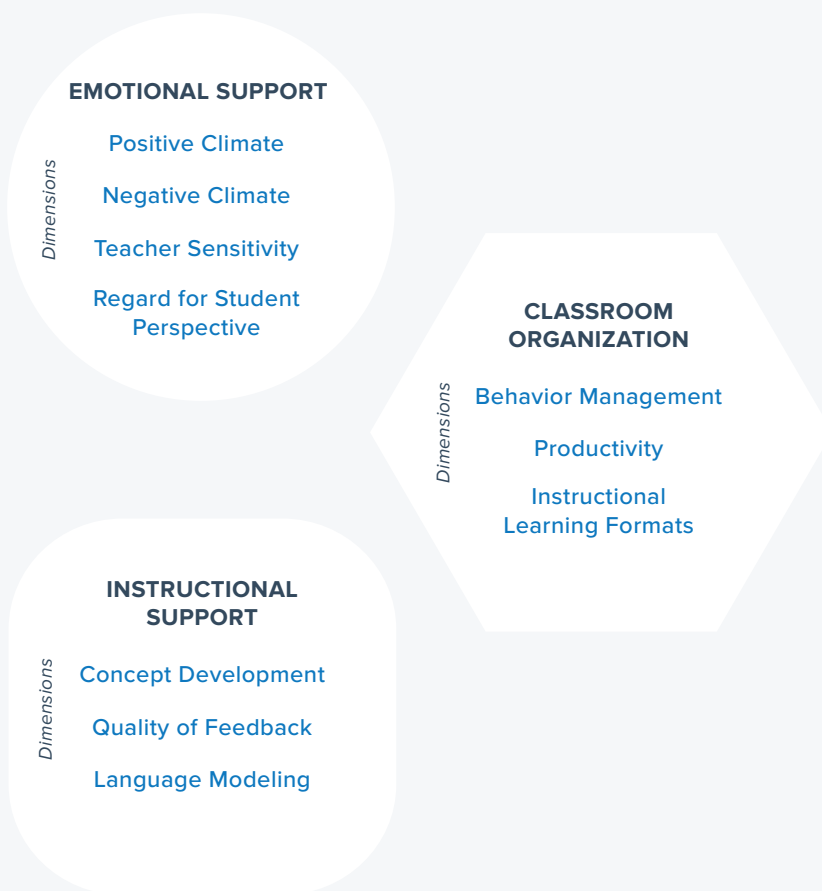 EMOTIONAL SUPPORT
Dimensions
Positive Climate
Negative Climate
Teacher Sensitivity
Regard for Student
Perspective
CLASSROOM
ORGANIZATION
Dimensions
Behavior Management
Productivity
Instructional
Learning Formats
INSTRUCTIONAL
SUPPORT
Dimensions
Concept Development
Quality of Feedback
Language Modeling